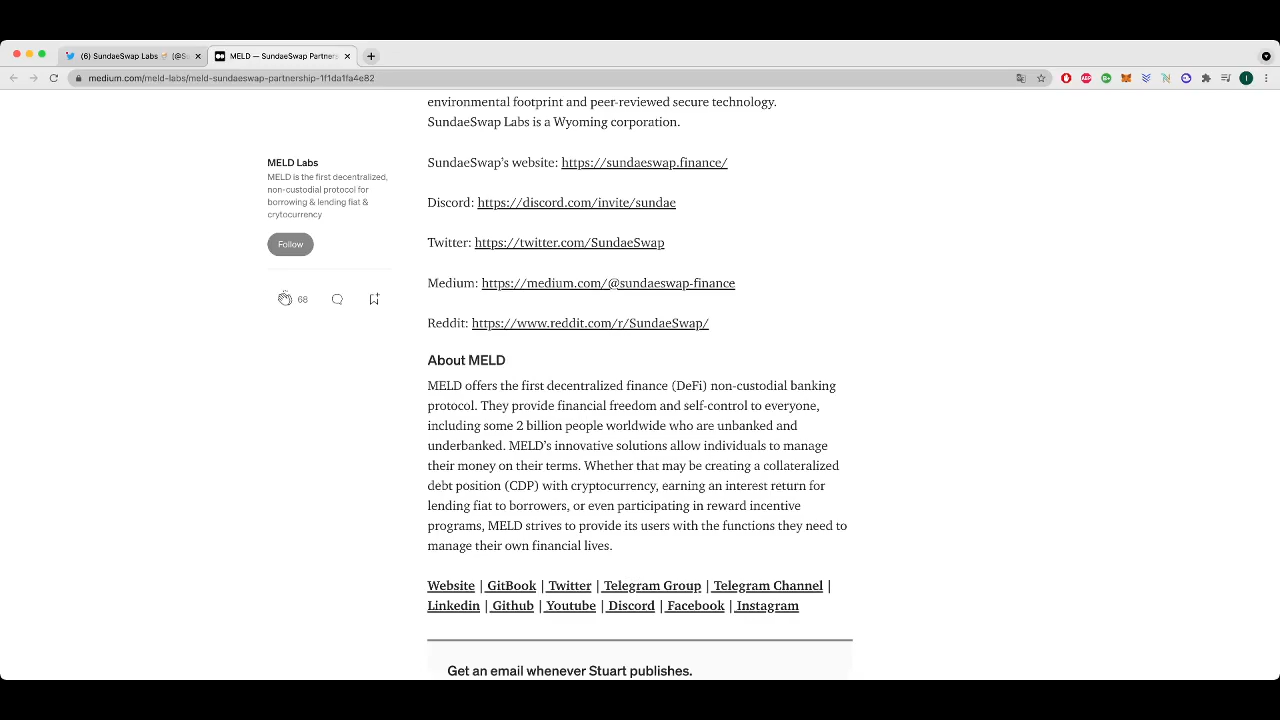 (6) SundaeSwap Labs 🍨 (@S
MELD — SundaeSwap Partners
medium.com/meld-labs/meld-sundaeswap-partnership-1f1da1fa4e82
environmental footprint and peer-reviewed secure technology.
SundaeSwap Labs is a Wyoming corporation.
MELD Labs
MELD is the first decentralized,
non-custodial protocol for
borrowing & lending fiat &
crytocurrency
Follow
68
SundaeSwap’s website: https://sundaeswap.finance/
Discord: https://discord.com/invite/sundae
Twitter: https://twitter.com/SundaeSwap
Medium: https://medium.com/@sundaeswap-finance
Reddit: https://www.reddit.com/r/SundaeSwap/
About MELD
MELD offers the first decentralized finance (DeFi) non-custodial banking
protocol. They provide financial freedom and self-control to everyone,
including some 2 billion people worldwide who are unbanked and
underbanked. MELD’s innovative solutions allow individuals to manage
their money on their terms. Whether that may be creating a collateralized
debt position (CDP) with cryptocurrency, earning an interest return for
lending fiat to borrowers, or even participating in reward incentive
programs, MELD strives to provide its users with the functions they need to
manage their own financial lives.
Website | GitBook | Twitter | Telegram Group | Telegram Channel |
Linkedin | Github | Youtube | Discord | Facebook | Instagram
Get an email whenever Stuart publishes.